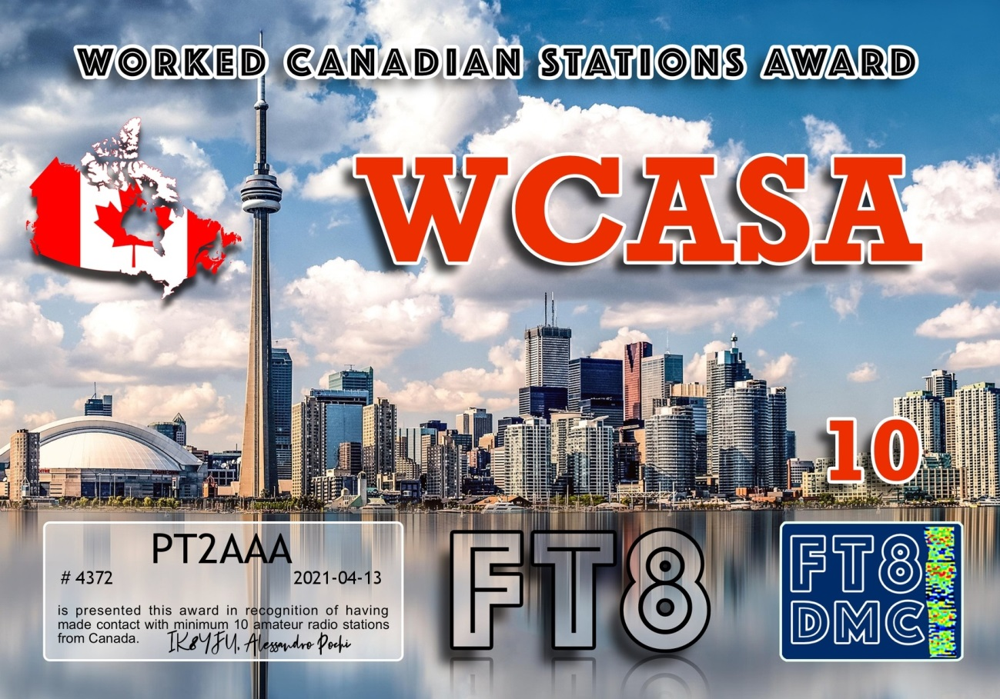 WORKED CANADIAN STATIONS AWARD
WCASA
10
PT2AAA
# 4372 2021-04-13
is presented this award in recognition of having
made contact with minimum 10 amateur radio stations
from Canada.
IK8YFU, Alessandro Pochi
FT8
FT8
DMC